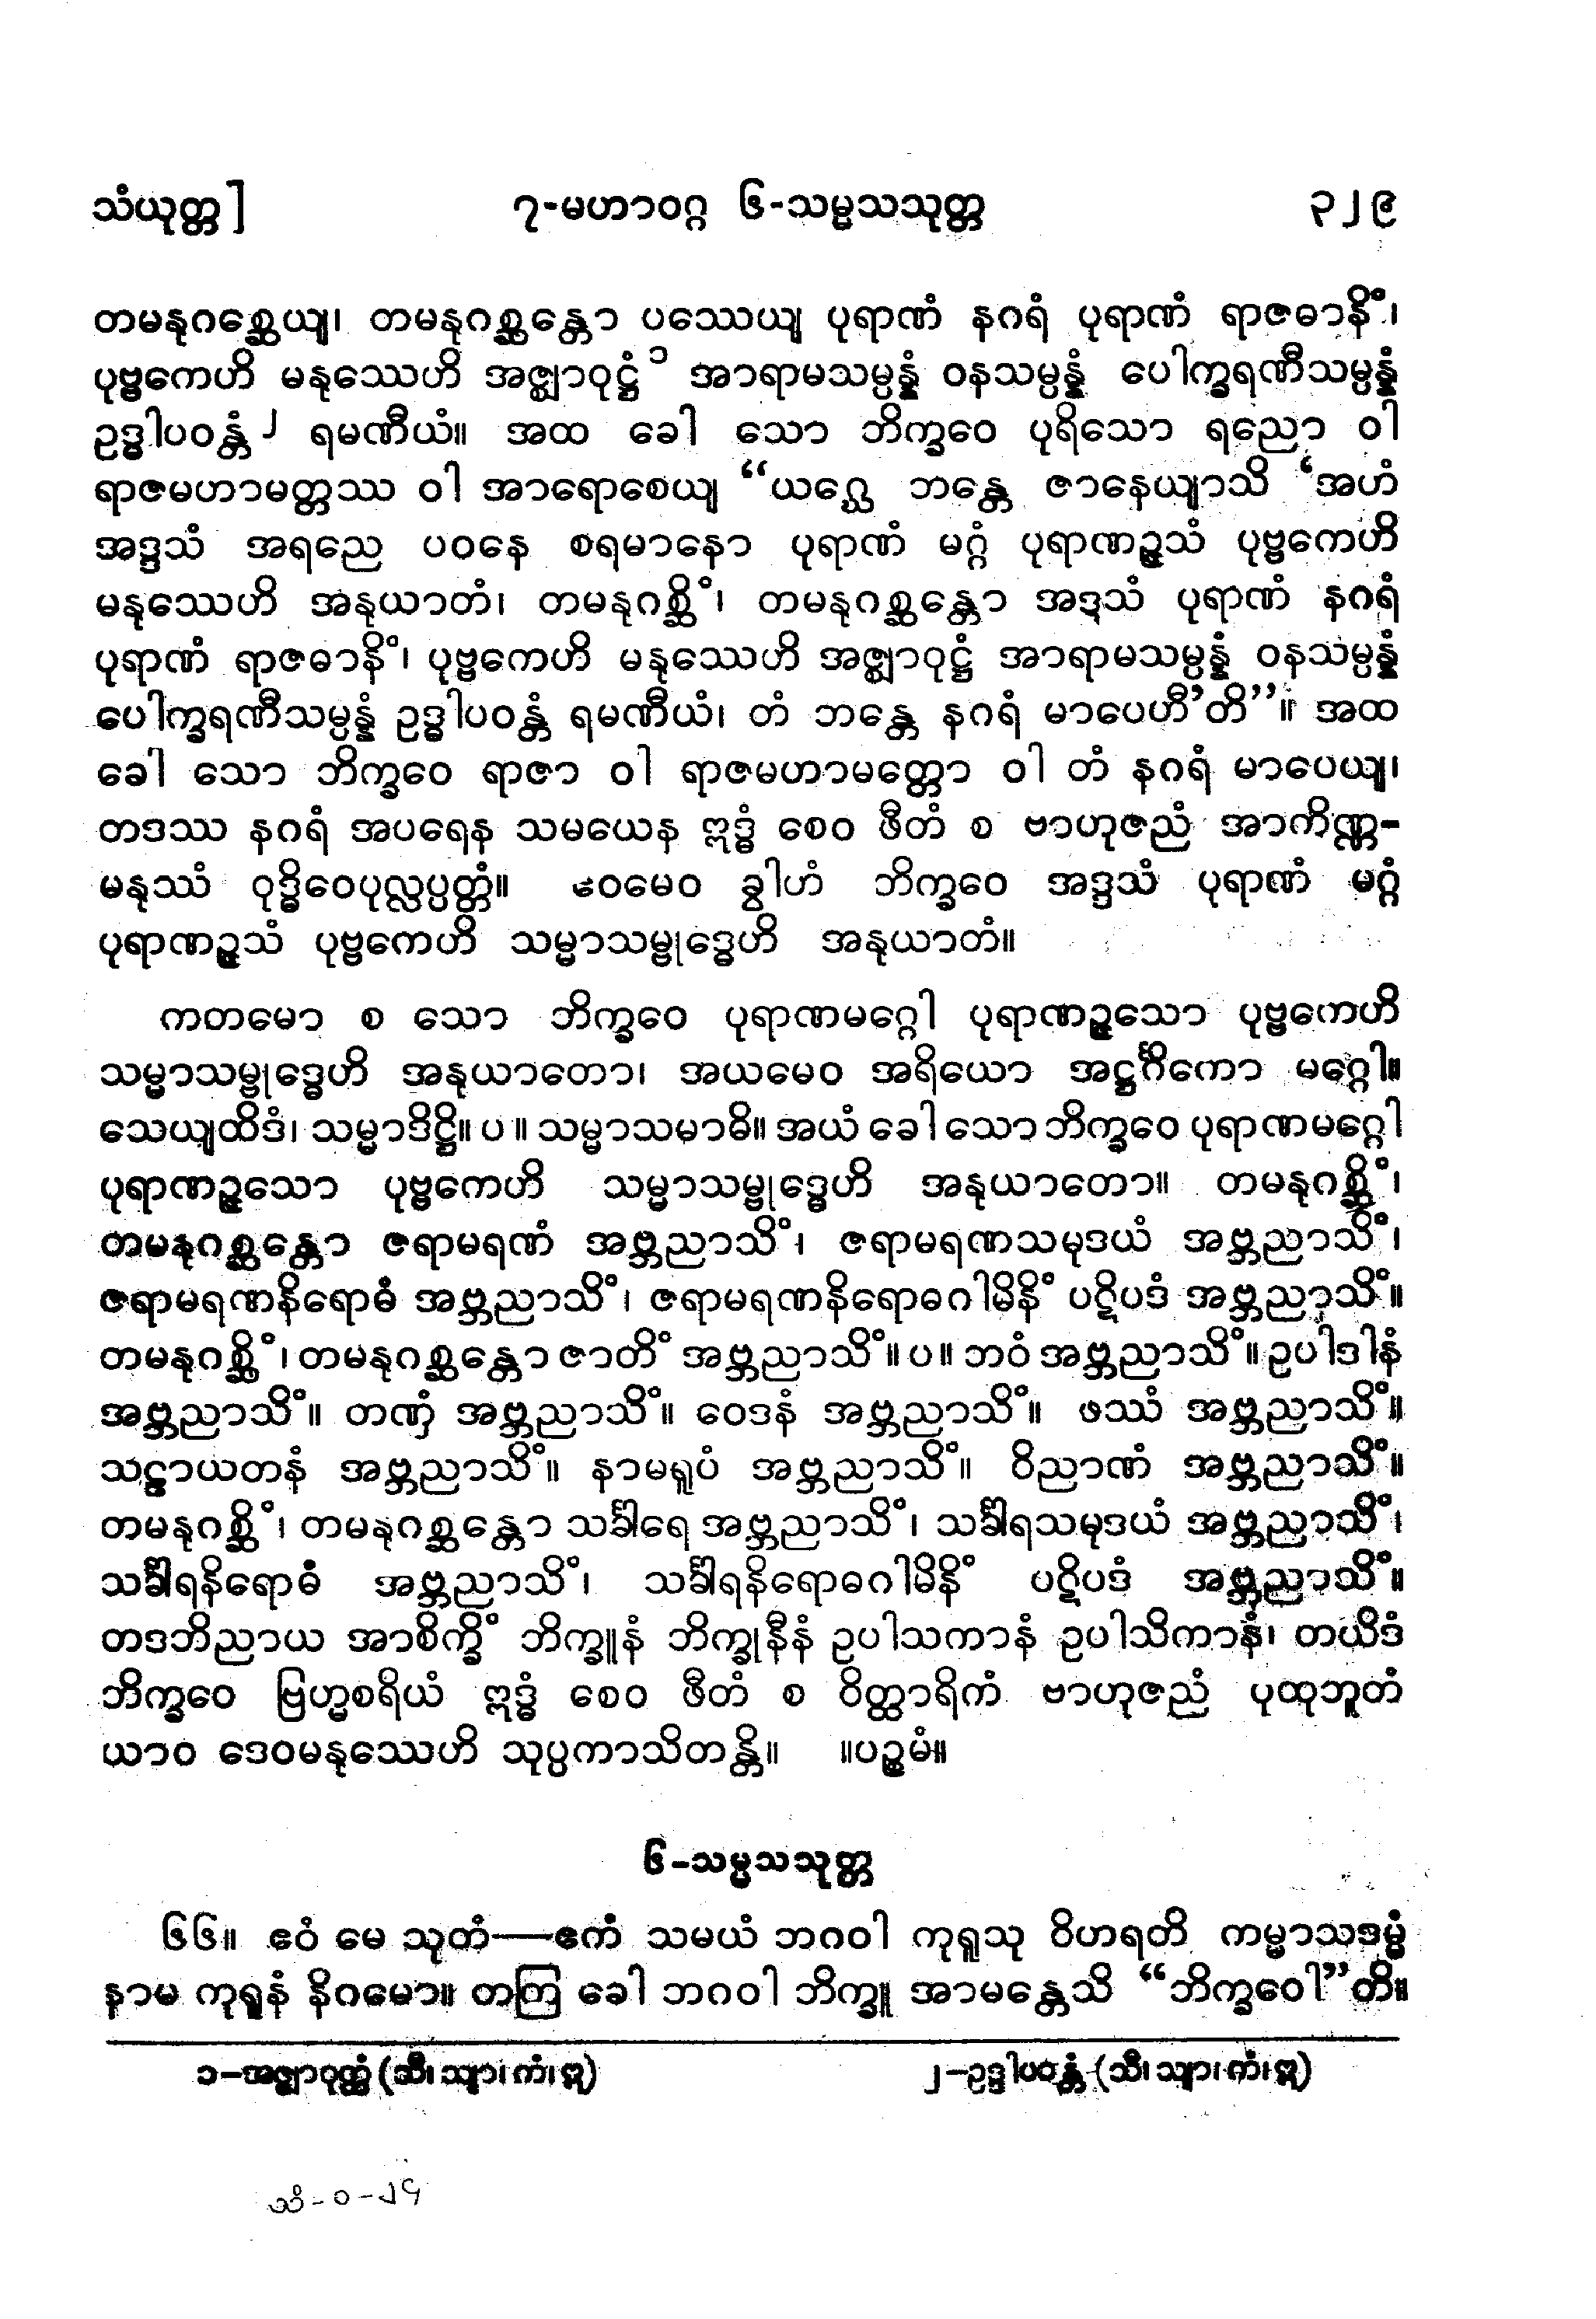 သံယုတ္တ] ၇-မဟာဝဂ္ဂ ၆-သမ္မသသုတ္တ ၃၂၉
တမနုဂစ္ဆေယျ၊ တမနုဂစ္ဆန္တော ပဿေယျ ပုရာဏံ နဂရံ ပုရာဏံ ရာဇဓာနိံ၊
ပုဗ္ဗကေဟိ မနုဿေဟိ အဇ္ဈာဝုဋ္ဌံ၁ အာရာမသမ္ပန္နံ ဝနသမ္ပန္နံ ပေါက္ခရဏီသမ္ပန္နံ
ဥဒ္ဓါပဝန္တံ၂ ရမဏီယံ။ အထ ခေါ သော ဘိက္ခဝေ ပုရိသော ရညော ဝါ
ရာဇမဟာမတ္တဿ ဝါ အာရောစေယျ “ယဂ္ဃေ ဘန္တေ ဇာနေယျာသိ ‘အဟံ
အဒ္ဒသံ အရညေ ပဝနေ စရမာနော ပုရာဏံ မဂ္ဂံ ပုရာဏဉ္ဇသံ ပုဗ္ဗကေဟိ
မနုဿေဟိ အနုယာတံ၊ တမနုဂစ္ဆိံ၊ တမနုဂစ္ဆန္တော အဒ္ဒသံ ပုရာဏံ နဂရံ
ပုရာဏံ ရာဇဓာနိံ၊ ပုဗ္ဗကေဟိ မနုဿေဟိ အဇ္ဈာဝုဋ္ဌံ အာရာမသမ္ပန္နံ ဝနသမ္ပန္နံ
ပေါက္ခရဏီသမ္ပန္နံ ဥဒ္ဓါပဝန္တံ ရမဏီယံ၊ တံ ဘန္တေ နဂရံ မာပေဟီ’တိ”။ အထ
ခေါ သော ဘိက္ခဝေ ရာဇာ ဝါ ရာဇမဟာမတ္တော ဝါ တံ နဂရံ မာပေယျ၊
တဒဿ နဂရံ အပရေန သမယေန ဣဒ္ဓံ စေဝ ဖီတံ စ ဗာဟုဇညံ အာကိဏ္ဏ-
မနုဿံ ဝုဒ္ဓိဝေပုလ္လပ္ပတ္တံ။ ဧဝမေဝ ခွါဟံ ဘိက္ခဝေ အဒ္ဒသံ ပုရာဏံ မဂ္ဂံ
ပုရာဏဉ္ဇသံ ပုဗ္ဗကေဟိ သမ္မာသမ္ဗုဒ္ဓေဟိ အနုယာတံ။
ကတမော စ သော ဘိက္ခဝေ ပုရာဏမဂ္ဂေါ ပုရာဏဉ္ဇသော ပုဗ္ဗကေဟိ
သမ္မာသမ္ဗုဒ္ဓေဟိ အနုယာတော၊ အယမေဝ အရိယော အဋ္ဌင်္ဂိကော မဂ္ဂေါ။
သေယျထိဒံ၊ သမ္မာဒိဋ္ဌိ။ ပ ။ သမ္မာသမာဓိ။ အယံ ခေါ သော ဘိက္ခဝေ ပုရာဏမဂ္ဂေါ
ပုရာဏဉ္ဇသော ပုဗ္ဗကေဟိ သမ္မာသမ္ဗုဒ္ဓေဟိ အနုယာတော။ တမနုဂစ္ဆိံ၊
တမနုဂစ္ဆန္တော ဇရာမရဏံ အဗ္ဘညာသိံ၊ ဇရာမရဏသမုဒယံ အဗ္ဘညာသိံ၊
ဇရာမရဏနိရောဓံ အဗ္ဘညာသိံ၊ ဇရာမရဏနိရောဓဂါမိနိံ ပဋိပဒံ အဗ္ဘညာသိံ။
တမနုဂစ္ဆိံ၊ တမနုဂစ္ဆန္တော ဇာတိံ အဗ္ဘညာသိံ။ ပ။ ဘဝံ အဗ္ဘညာသိံ။ ဥပါဒါနံ
အဗ္ဘညာသိံ။ တဏှံ အဗ္ဘညာသိံ။ ဝေဒနံ အဗ္ဘညာသိံ။ ဖဿံ အဗ္ဘညာသိံ။
သဠာယတနံ အဗ္ဘညာသိံ။ နာမရူပံ အဗ္ဘညာသိံ။ ဝိညာဏံ အဗ္ဘညာသိံ။
တမနုဂစ္ဆိံ၊ တမနုဂစ္ဆန္တော သင်္ခါရေ အဗ္ဘညာသိံ၊ သင်္ခါရသမုဒယံ အဗ္ဘညာသိံ၊
သင်္ခါရနိရောဓံ အဗ္ဘညာသိံ၊ သင်္ခါရနိရောဓဂါမိနိံ ပဋိပဒံ အဗ္ဘညာသိံ။
တဒဘိညာယ အာစိက္ခိံ ဘိက္ခူနံ ဘိက္ခုနီနံ ဥပါသကာနံ ဥပါသိကာနံ၊ တယိဒံ
ဘိက္ခဝေ ဗြဟ္မစရိယံ ဣဒ္ဓံ စေဝ ဖီတံ စ ဝိတ္ထာရိကံ ဗာဟုဇညံ ပုထုဘူတံ
ယာဝ ဒေဝမနုဿေဟိ သုပ္ပကာသိတန္တိ။ ။ပဉ္စမံ။
၆-သမ္မသသုတ္တ
၆၆။ ဧဝံ မေ သုတံ—ဧကံ သမယံ ဘဂဝါ ကုရူသု ဝိဟရတိ ကမ္မာသဒမ္မံ
နာမ ကုရူနံ နိဂမော။ တတြ ခေါ ဘဂဝါ ဘိက္ခူ အာမန္တေသိ “ဘိက္ခဝေါ”တိ။
၁-အဇ္ဈာဝုတ္ထံ (သီ၊ သျာ၊ ကံ၊ ဣ) ၂-ဥဒ္ဒါပဝန္တံ (သီ၊ သျာ၊ ကံ၊ ဣ)